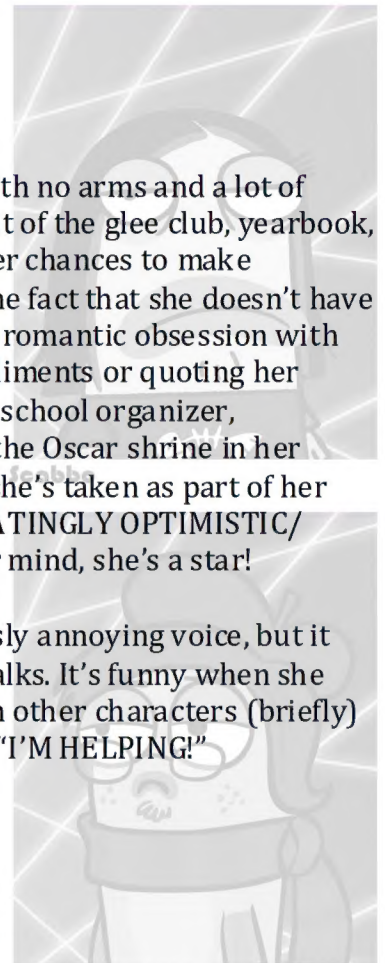 th no arms and a lot of
t of the glee club, yearbook,
er chances to make
he fact that she doesn't have
romantic obsession with
iments or quoting her
school organizer,
the Oscar shrine in her
he's taken as part of her
ATINGLY OPTIMISTIC/
r mind, she's a star!
sly annoying voice, but it
alks. It's funny when she
n other characters (briefly)
"I'M HELPING!"